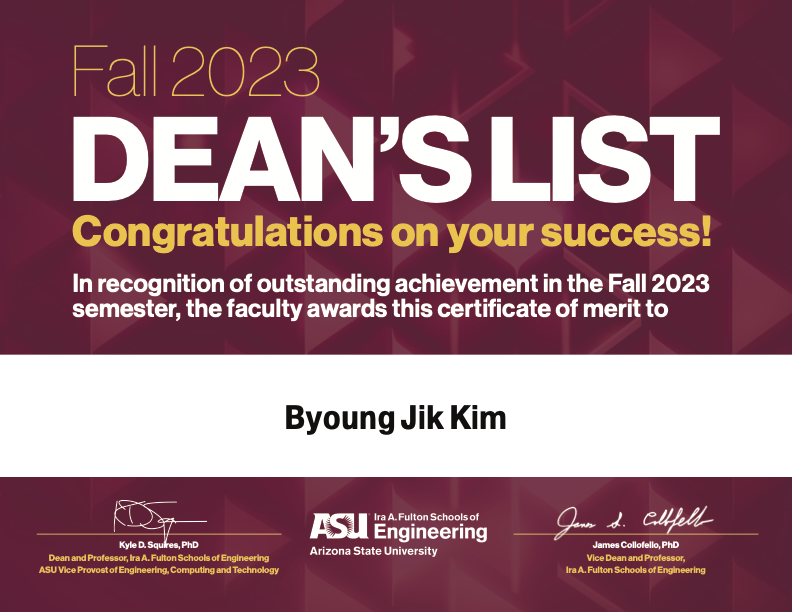 Fall 2023
DEAN'S LIST
Congratulations on your success!
In recognition of outstanding achievement in the Fall 2023
semester, the faculty awards this certificate of merit to
Byoung Jik Kim
Kyle D. Squires, PhD
Dean and Professor, Ira A. Fulton Schools of Engineering
ASU Vice Provost of Engineering, Computing and Technology
ASU Ira A. Fulton Schools of
Engineering
Arizona State University
James S. Collofello
James Collofello, PhD
Vice Dean and Professor,
Ira A. Fulton Schools of Engineering